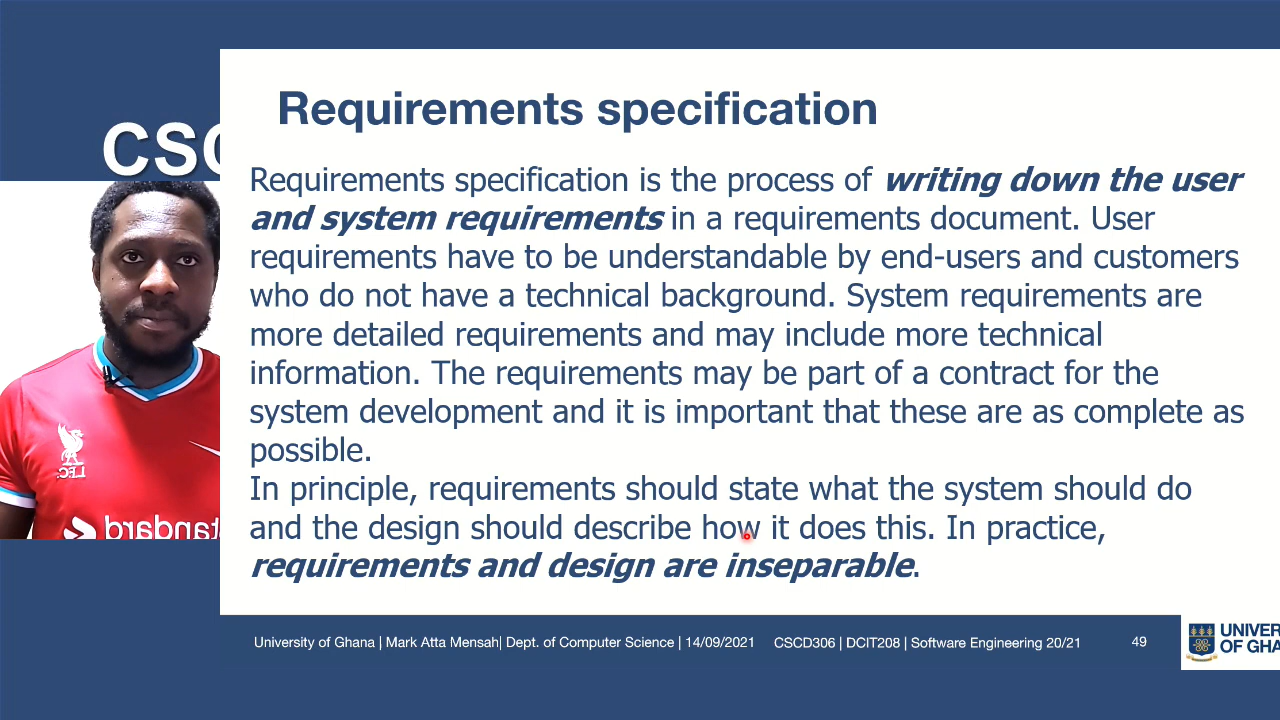 Requirements specification
CSC
Requirements specification is the process of writing down the user
and system requirements in a requirements document. User
requirements have to be understandable by end-users and customers
who do not have a technical background. System requirements are
more detailed requirements and may include more technical
information. The requirements may be part of a contract for the
system development and it is important that these are as complete as
possible.
In principle, requirements should state what the system should do
and the design should describe how it does this. In practice,
requirements and design are inseparable.
L.F.C.
tandard
University of Ghana | Mark Atta Mensah| Dept. of Computer Science | 14/09/2021 CSCD306 | DCIT208 | Software Engineering 20/21 49
UNIVER
OF GHA